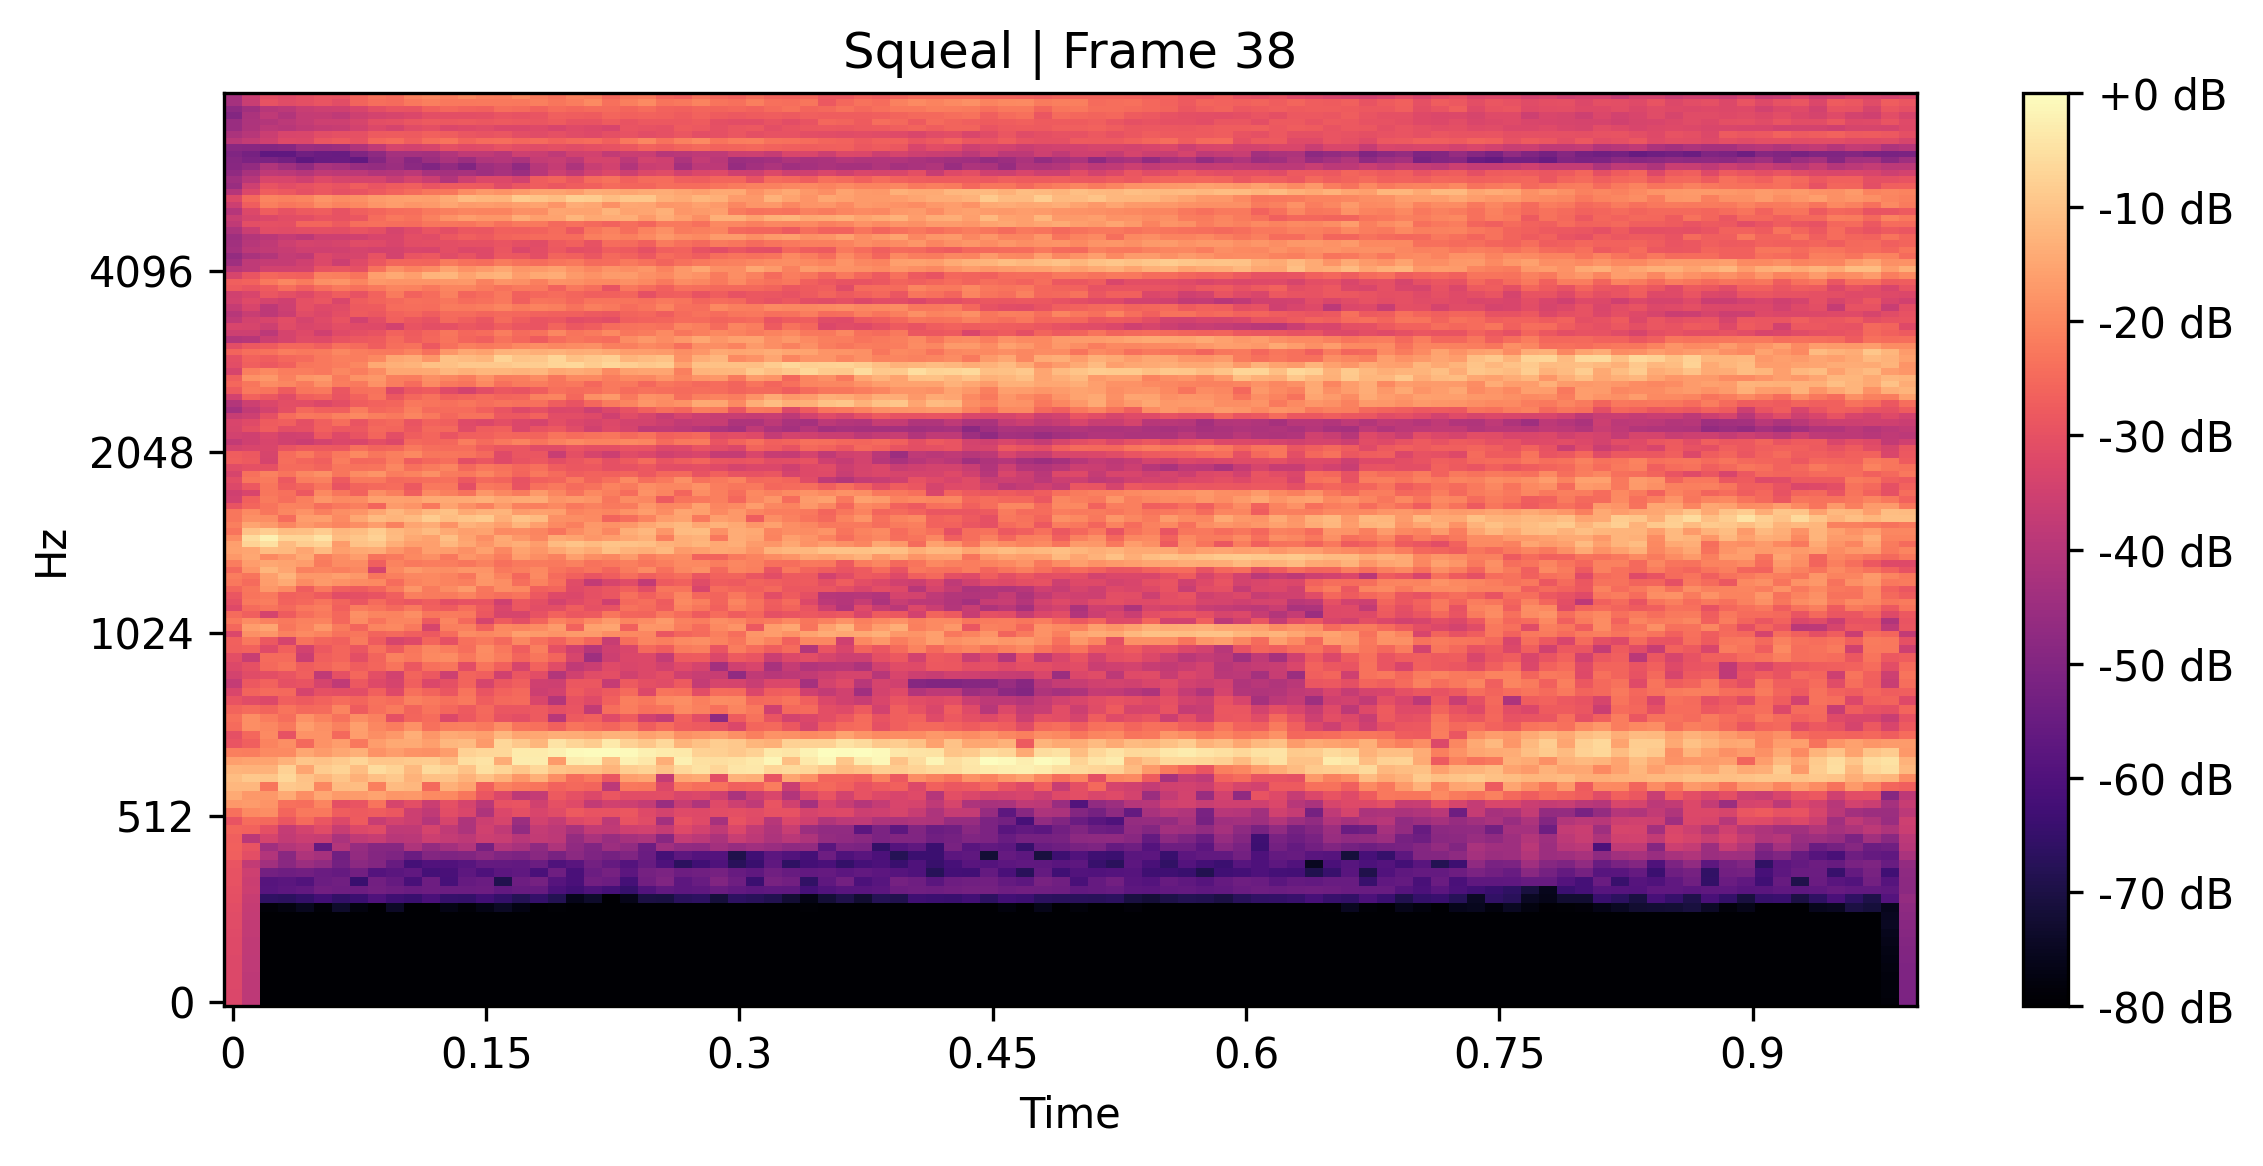 Squeal | Frame 38
+0 dB
-10 dB
-20 dB
-30 dB
-40 dB
-50 dB
-60 dB
-70 dB
-80 dB
Hz
4096
2048
1024
512
0
0 0.15 0.3 0.45 0.6 0.75 0.9
Time